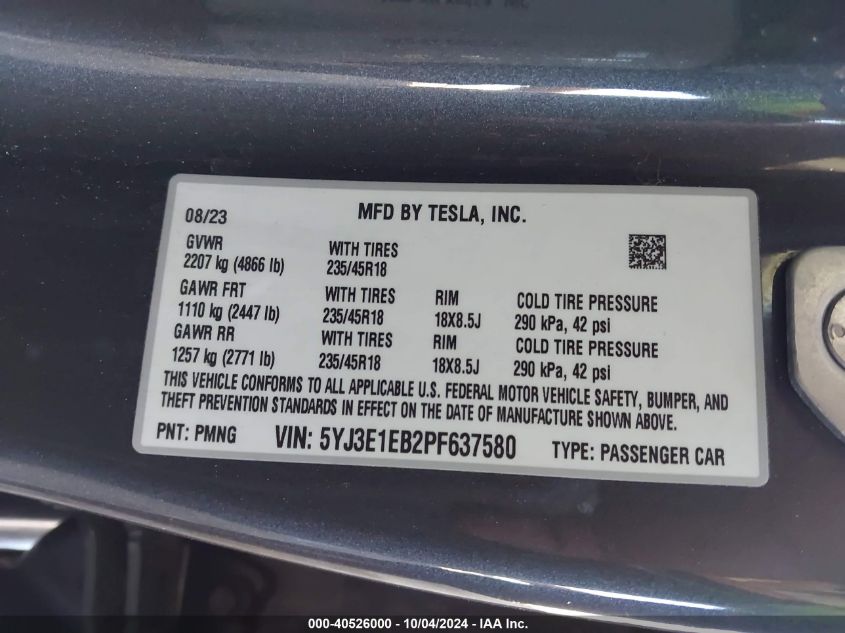 08/23 MFD BY TESLA, INC.
GVWR WITH TIRES
2207 kg (4866 lb) 235/45R18
GAWR FRT WITH TIRES RIM COLD TIRE PRESSURE
1110 kg (2447 lb) 235/45R18 18X8.5J 290 kPa, 42 psi
GAWR RR WITH TIRES RIM COLD TIRE PRESSURE
1257 kg (2771 lb) 235/45R18 18X8.5J 290 kPa, 42 psi
THIS VEHICLE CONFORMS TO ALL APPLICABLE U.S. FEDERAL MOTOR VEHICLE SAFETY, BUMPER, AND
THEFT PREVENTION STANDARDS IN EFFECT ON THE DATE OF MANUFACTURE SHOWN ABOVE.
PNT: PMNG VIN: 5YJ3E1EB2PF637580 TYPE: PASSENGER CAR
000-40526000 - 10/04/2024 - IAA Inc.